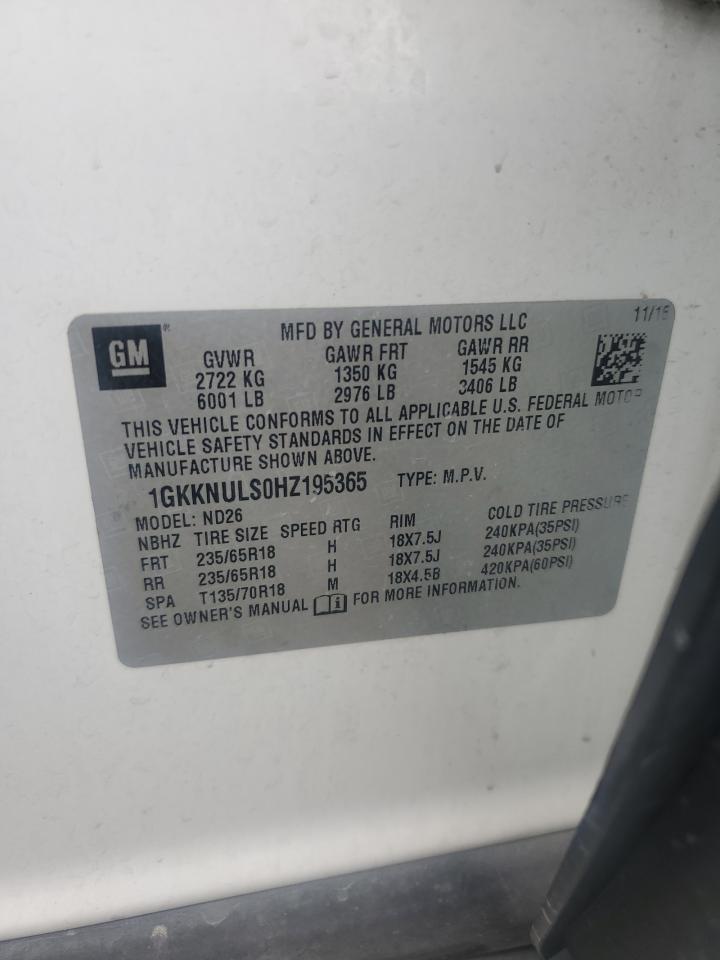 GM
MFD BY GENERAL MOTORS LLC
GVWR GAWR FRT GAWR RR
2722 KG 1350 KG 1545 KG
6001 LB 2976 LB 3406 LB
THIS VEHICLE CONFORMS TO ALL APPLICABLE U.S. FEDERAL MOTOR
VEHICLE SAFETY STANDARDS IN EFFECT ON THE DATE OF
MANUFACTURE SHOWN ABOVE.
1GKKNULS0HZ195365 TYPE: M.P.V.
MODEL: ND26
NBHZ TIRE SIZE SPEED RTG RIM COLD TIRE PRESSURE
FRT 235/65R18 H 18X7.5J 240KPA(35PSI)
RR 235/65R18 H 18X7.5J 240KPA(35PSI)
SPA T135/70R18 M 18X4.5B 420KPA(60PSI)
SEE OWNER'S MANUAL FOR MORE INFORMATION.